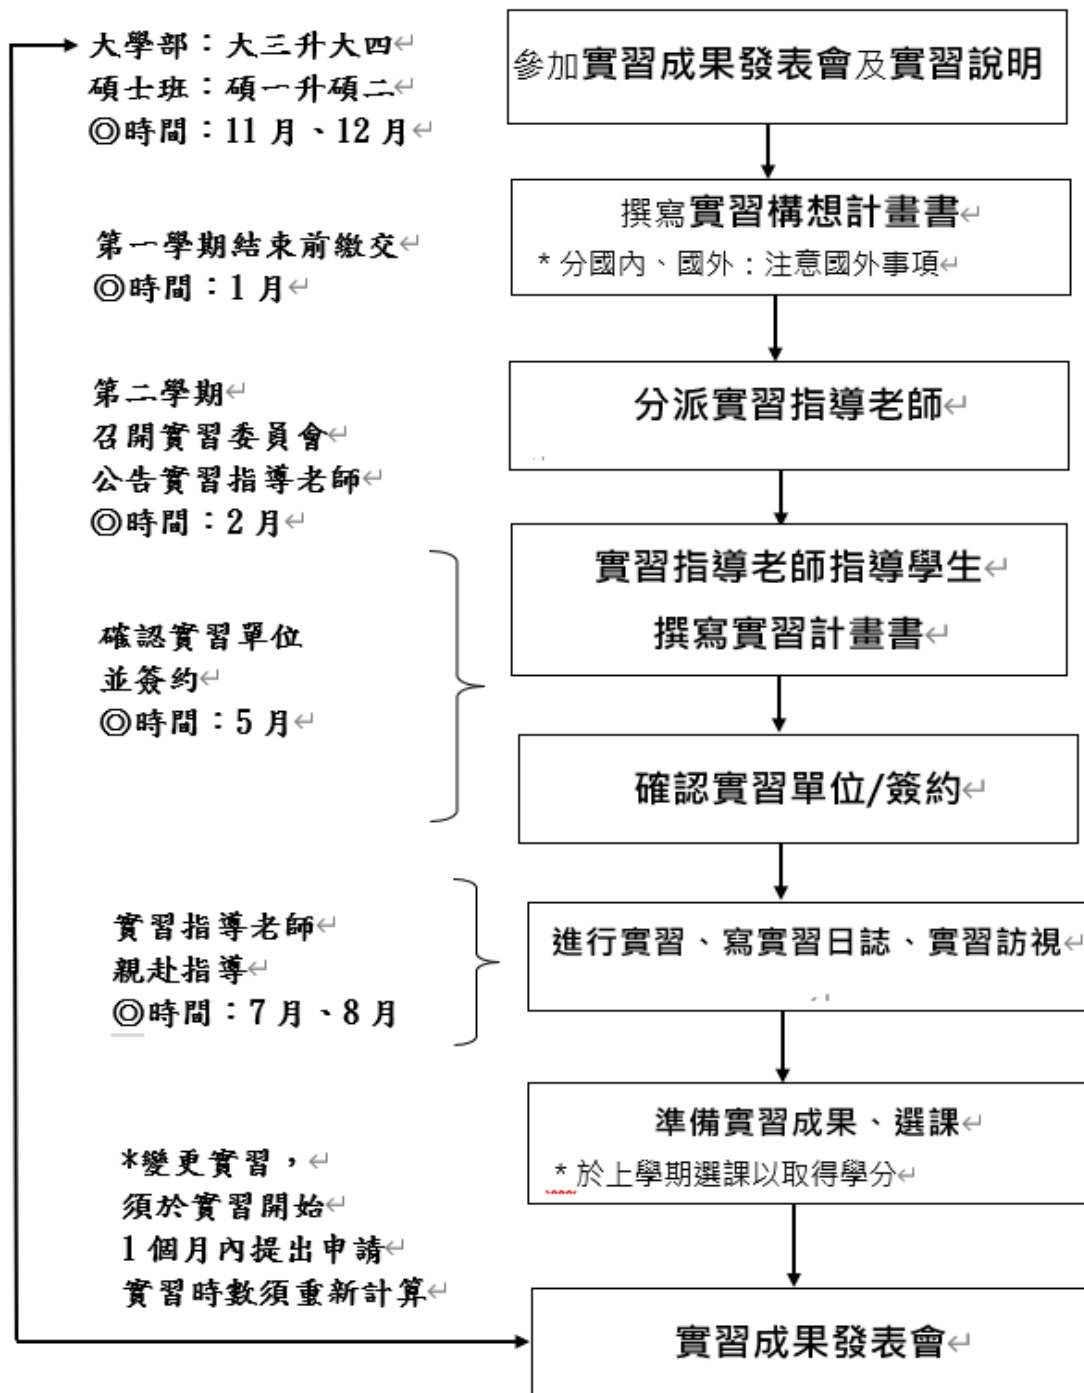 大學部：大三升大四
碩士班：碩一升碩二
◎時間：11 月、12 月
參加實習成果發表會及實習說明
第一學期結束前繳交
◎時間：1 月
撰寫實習構想計畫書
* 分國內、國外：注意國外事項
第二學期
召開實習委員會
公告實習指導老師
◎時間：2 月
分派實習指導老師
實習指導老師指導學生
撰寫實習計畫書
確認實習單位
並簽約
◎時間：5 月
確認實習單位/簽約
實習指導老師
親赴指導
◎時間：7 月、8 月
進行實習、寫實習日誌、實習訪視
準備實習成果、選課
* 於上學期選課以取得學分
*變更實習，
須於實習開始
1 個月內提出申請
實習時數須重新計算
實習成果發表會